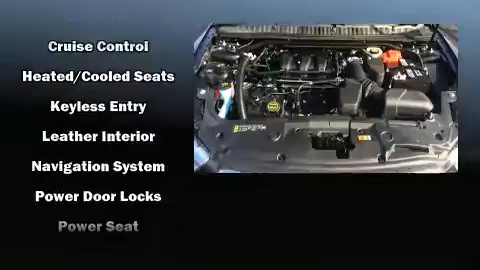 Cruise Control
Heated/Cooled Seats
Keyless Entry
Leather Interior
Navigation System
Power Door Locks
Power Seat